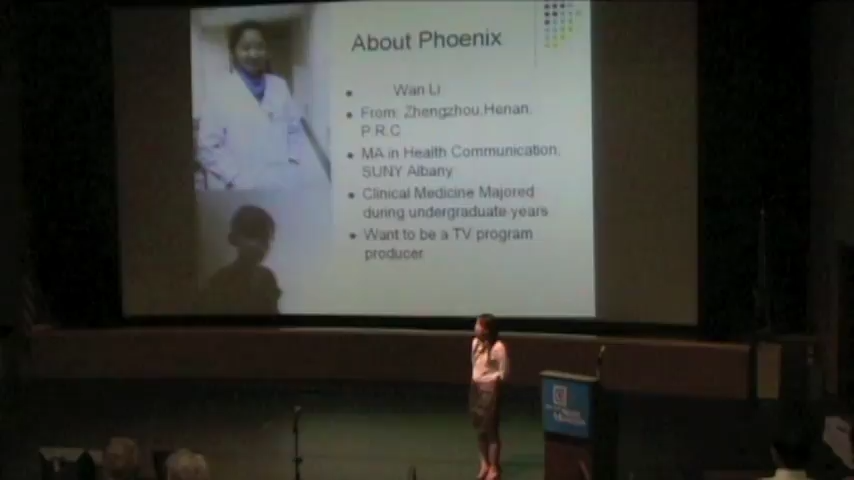 About Phoenix
Wan Li
From: Zhengzhou,Henan,
P.R.C
MA in Health Communication,
SUNY Albany
Clinical Medicine Majored
during undergraduate years
Want to be a TV program
producer